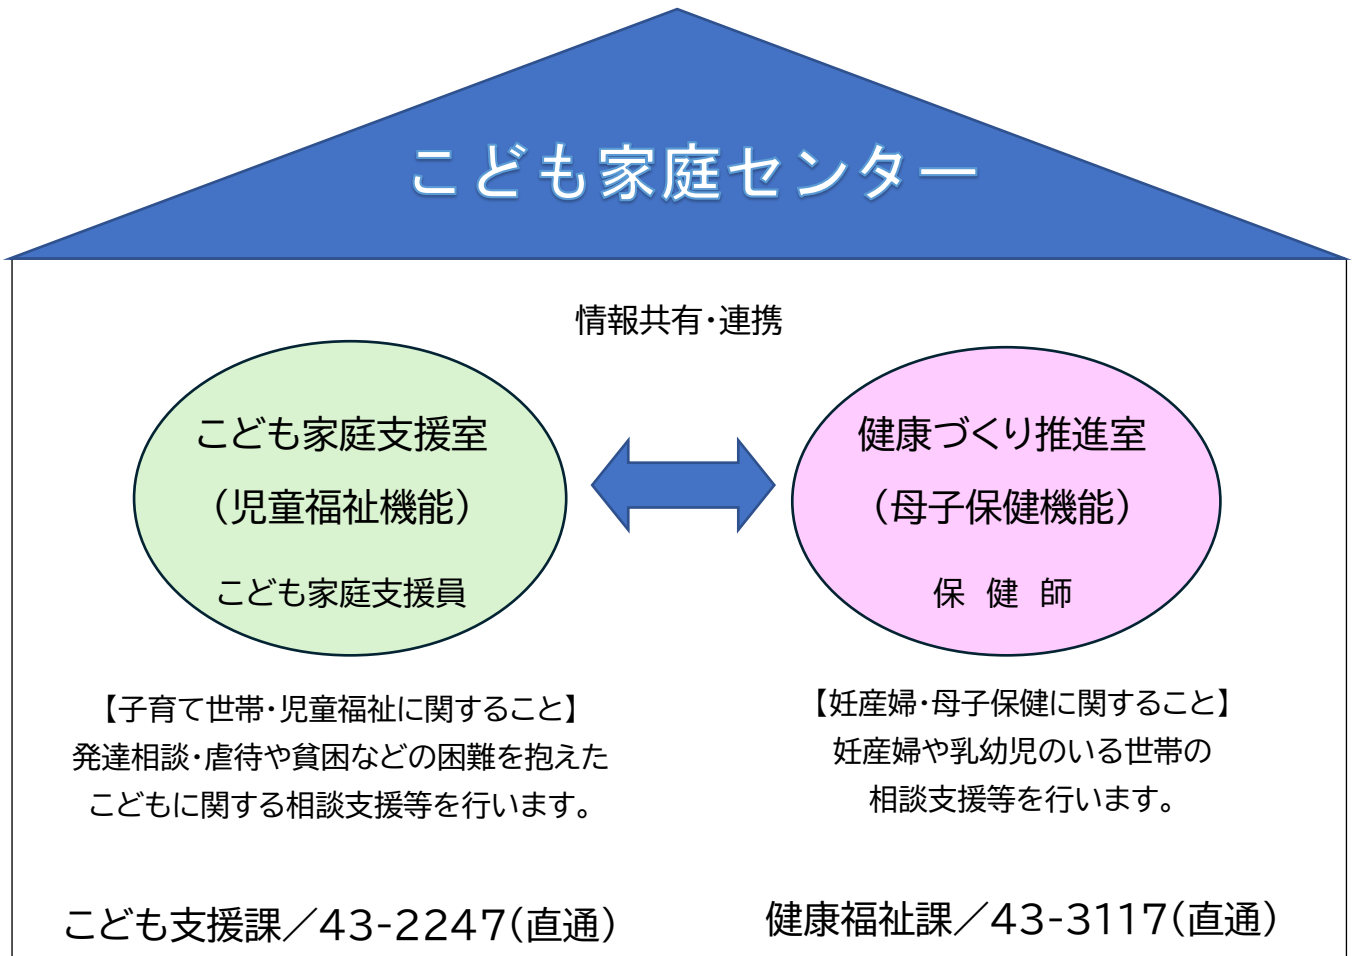 こども家庭センター
情報共有・連携
こども家庭支援室
（児童福祉機能）
こども家庭支援員
健康づくり推進室
（母子保健機能）
保 健 師
【子育て世帯・児童福祉に関すること】
発達相談・虐待や貧困などの困難を抱えた
こどもに関する相談支援等を行います。
【妊産婦・母子保健に関すること】
妊産婦や乳幼児のいる世帯の
相談支援等を行います。
こども支援課／43-2247(直通)
健康福祉課／43-3117(直通)